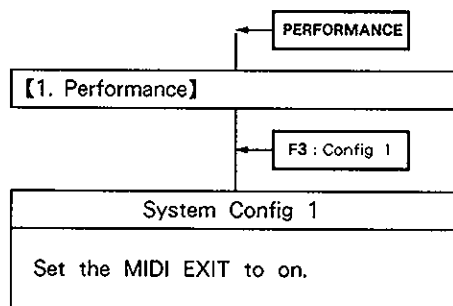 PERFORMANCE
【1. Performance】
F3 : Config 1
System Config 1
Set the MIDI EXIT to on.